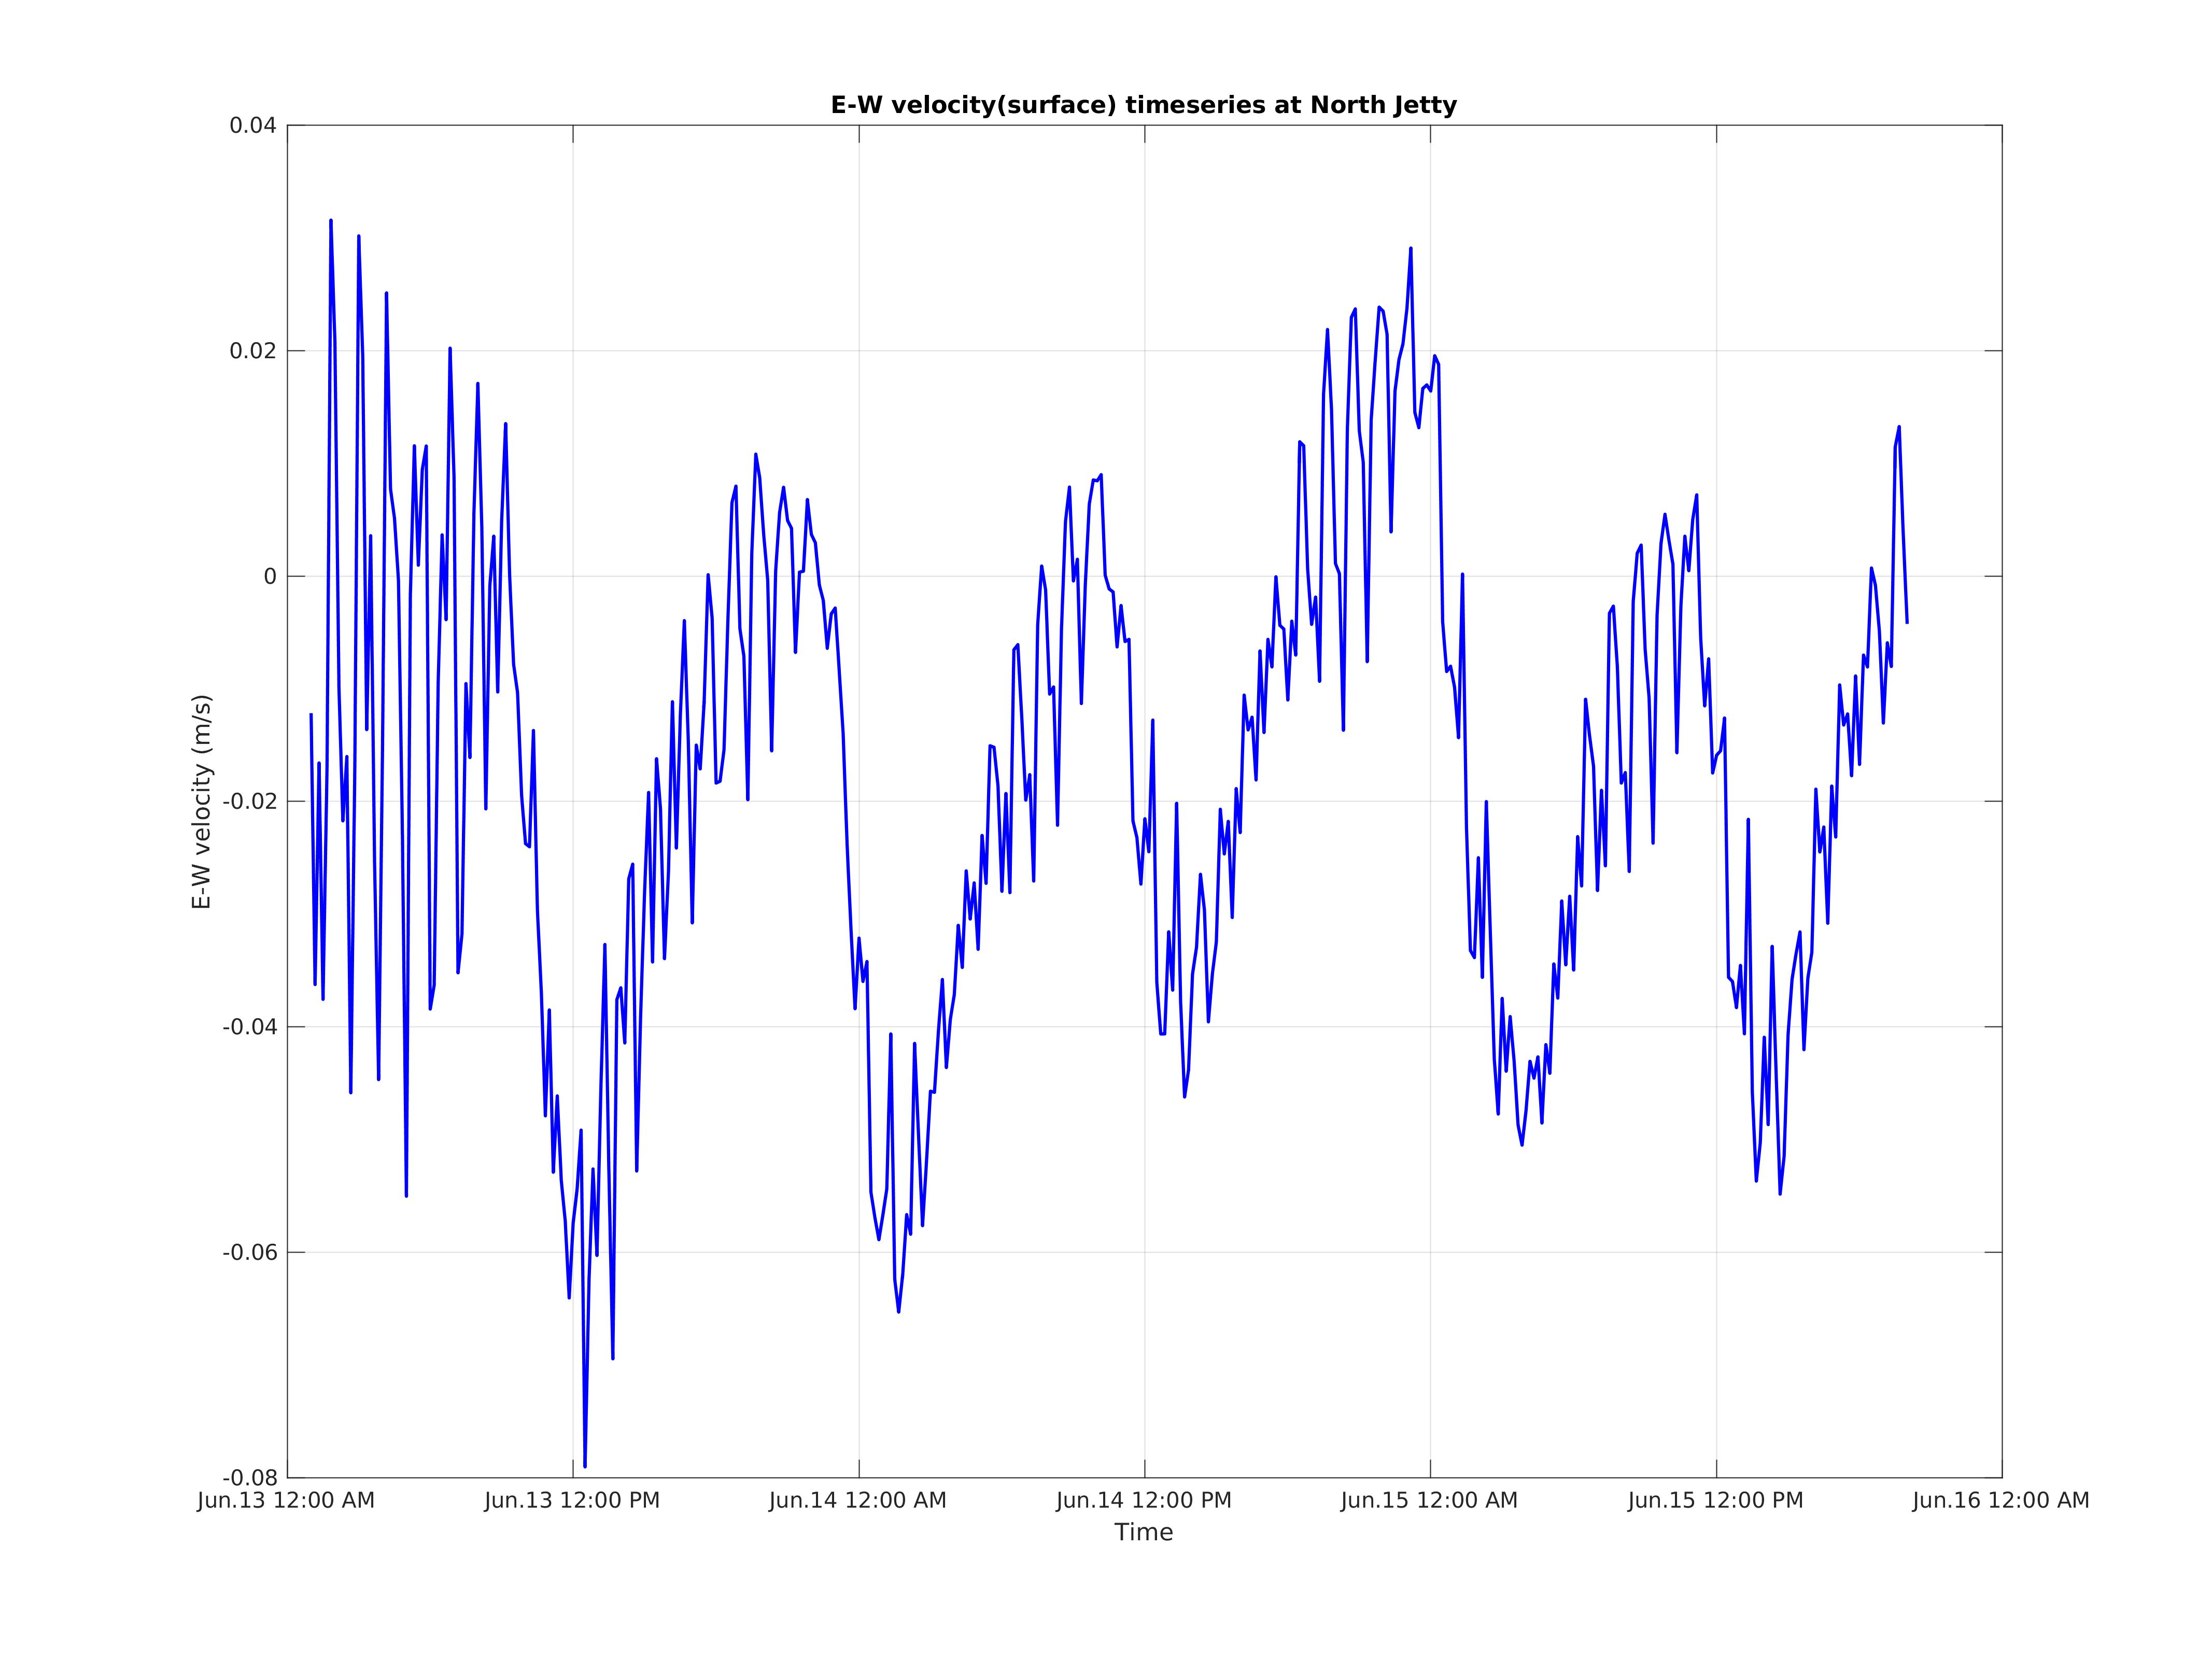 E-W velocity(surface) timeseries at North Jetty
0.04
0.02
0
-0.02
-0.04
-0.06
-0.08
E-W velocity (m/s)
Jun.13 12:00 AM Jun.13 12:00 PM Jun.14 12:00 AM Jun.14 12:00 PM Jun.15 12:00 AM Jun.15 12:00 PM Jun.16 12:00 AM
Time